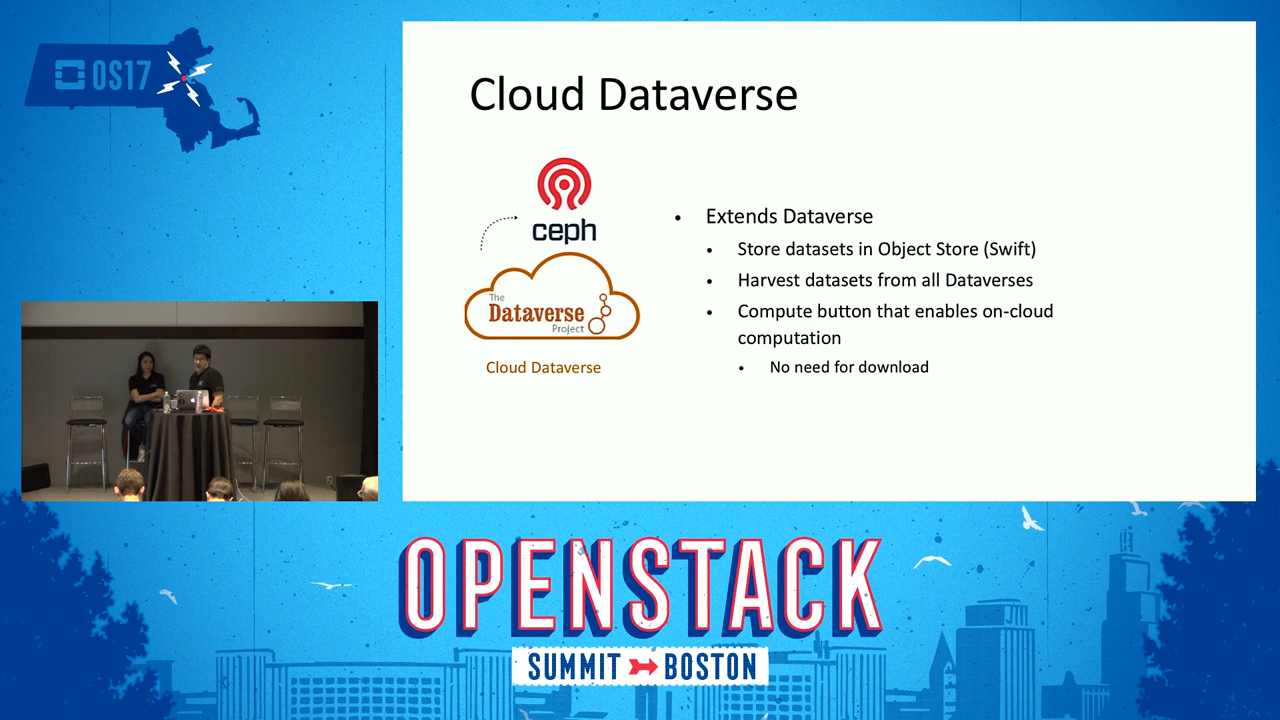 OS17
Cloud Dataverse
ceph
The
Dataverse
Project
Cloud Dataverse
• Extends Dataverse
• Store datasets in Object Store (Swift)
• Harvest datasets from all Dataverses
• Compute button that enables on-cloud
computation
• No need for download
OPENSTACK
SUMMIT BOSTON